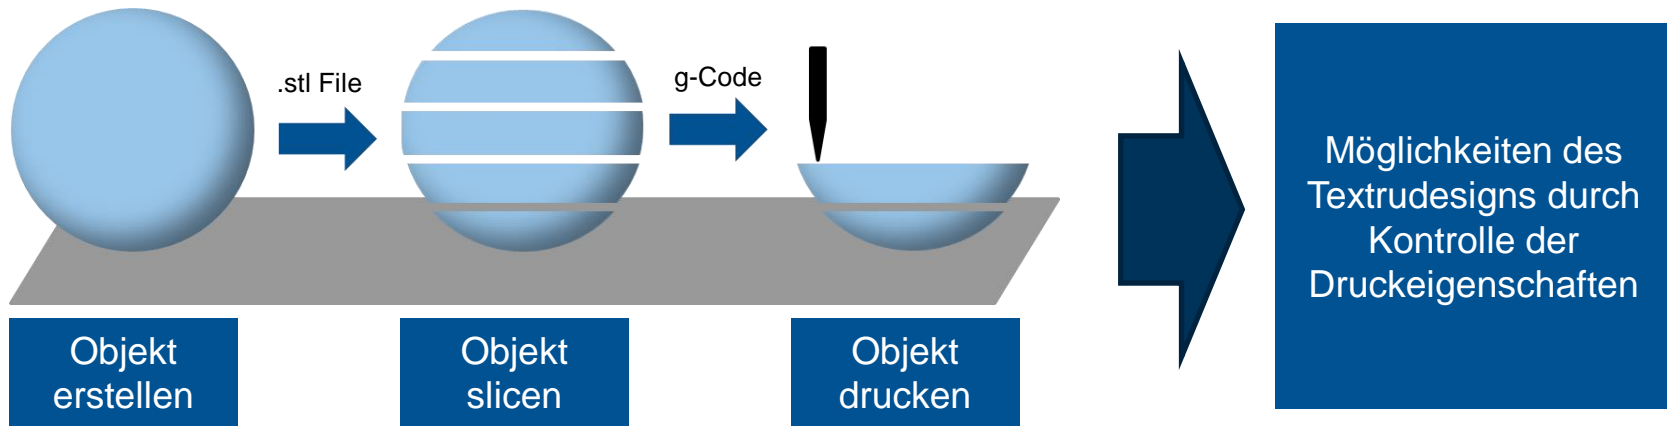 .stl File
g-Code
Objekt
erstellen
Objekt
slicen
Objekt
drucken
Möglichkeiten des
Textrudesigns durch
Kontrolle der
Druckeigenschaften